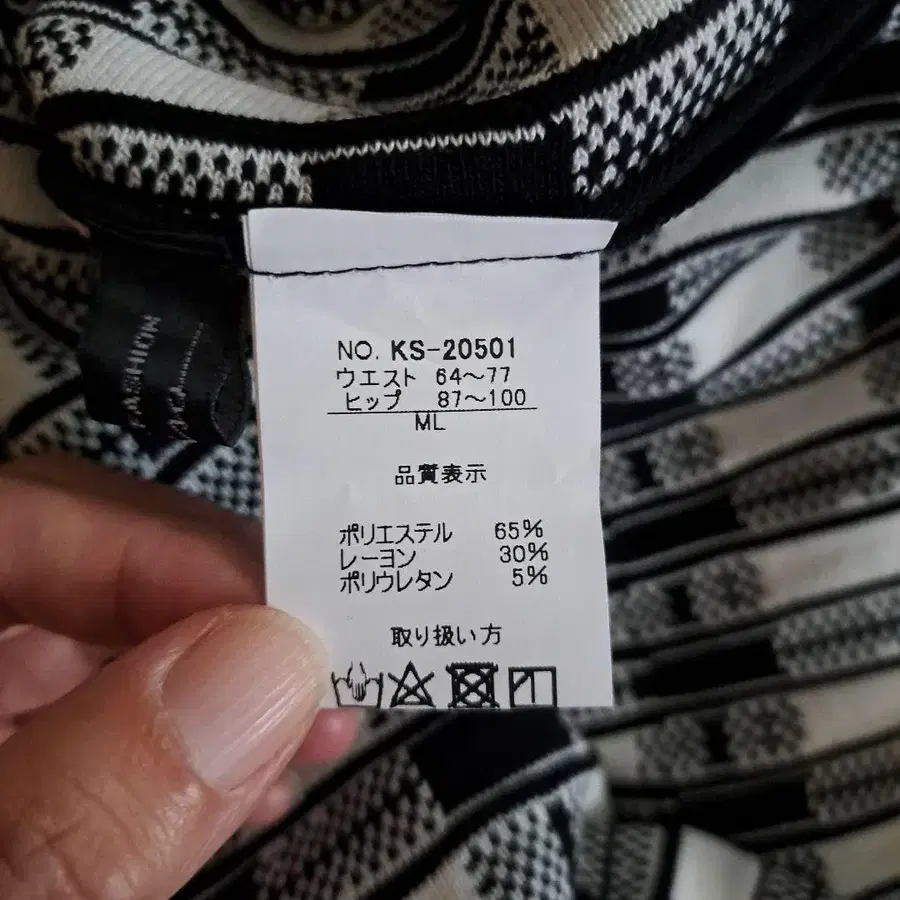 NO. KS-20501
ウエスト 64～77
ヒップ 87～100
ML
品質表示
ポリエステル 65%
レーヨン 30%
ポリウレタン 5%
取り扱い方
FASHION